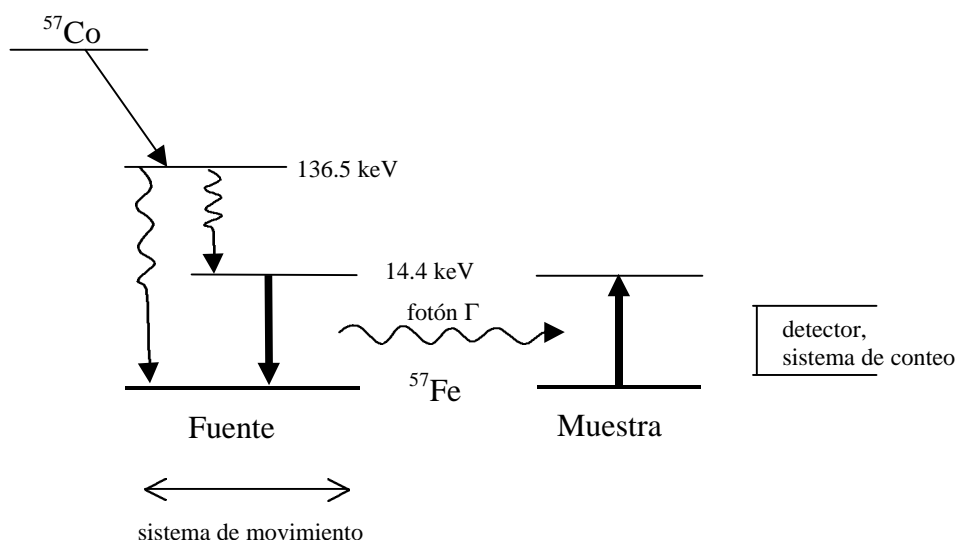 ⁵⁷Co
136.5 keV
14.4 keV
fotón Γ
detector,
sistema de conteo
⁵⁷Fe
Fuente
Muestra
sistema de movimiento